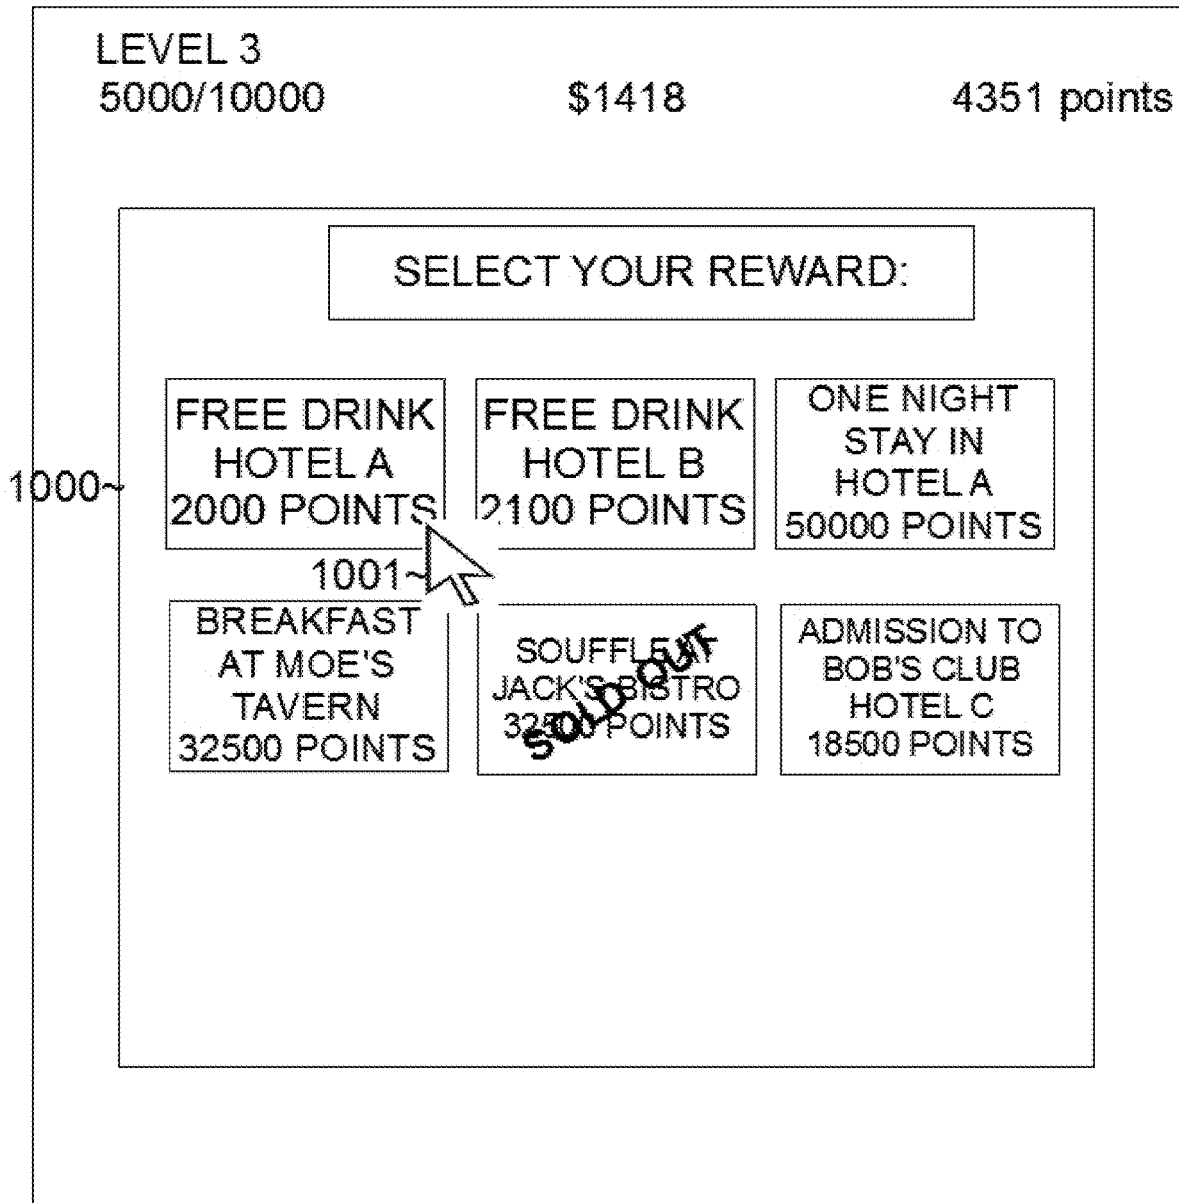 LEVEL 3
5000/10000 $1418 4351 points
SELECT YOUR REWARD:
FREE DRINK
HOTEL A
2000 POINTS
FREE DRINK
HOTEL B
2100 POINTS
ONE NIGHT
STAY IN
HOTEL A
50000 POINTS
1000~
1001~
BREAKFAST
AT MOE'S
TAVERN
32500 POINTS
SOUFFLE AT
JACK'S BISTRO
32500 POINTS
SOLD OUT
ADMISSION TO
BOB'S CLUB
HOTEL C
18500 POINTS